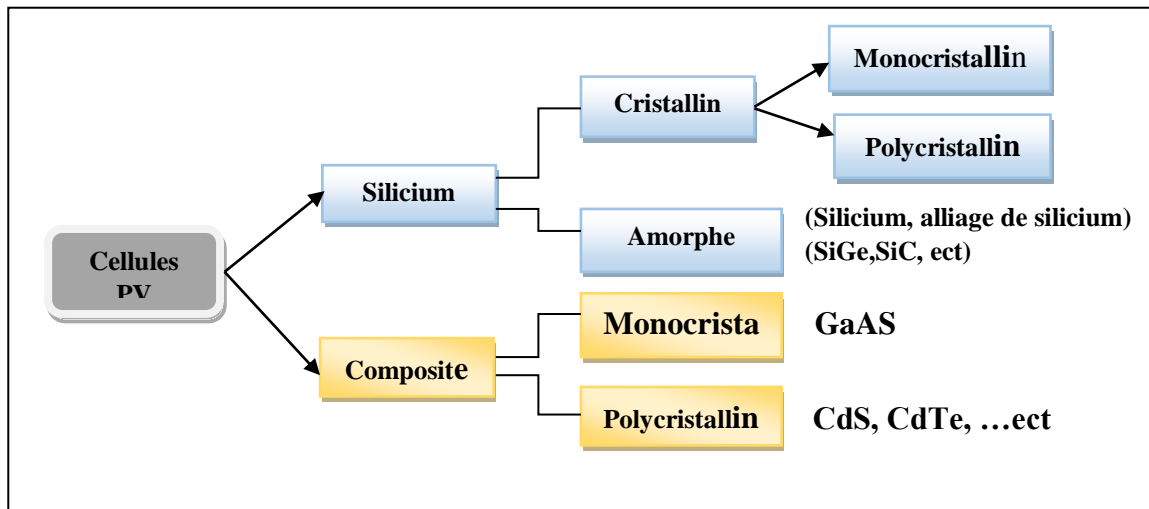 Monocristallin
Cristallin
Polycristallin
Silicium
Amorphe
(Silicium, alliage de silicium)
(SiGe,SiC, ect)
Cellules
PV
Monocrista
GaAS
Composite
Polycristallin
CdS, CdTe, …ect